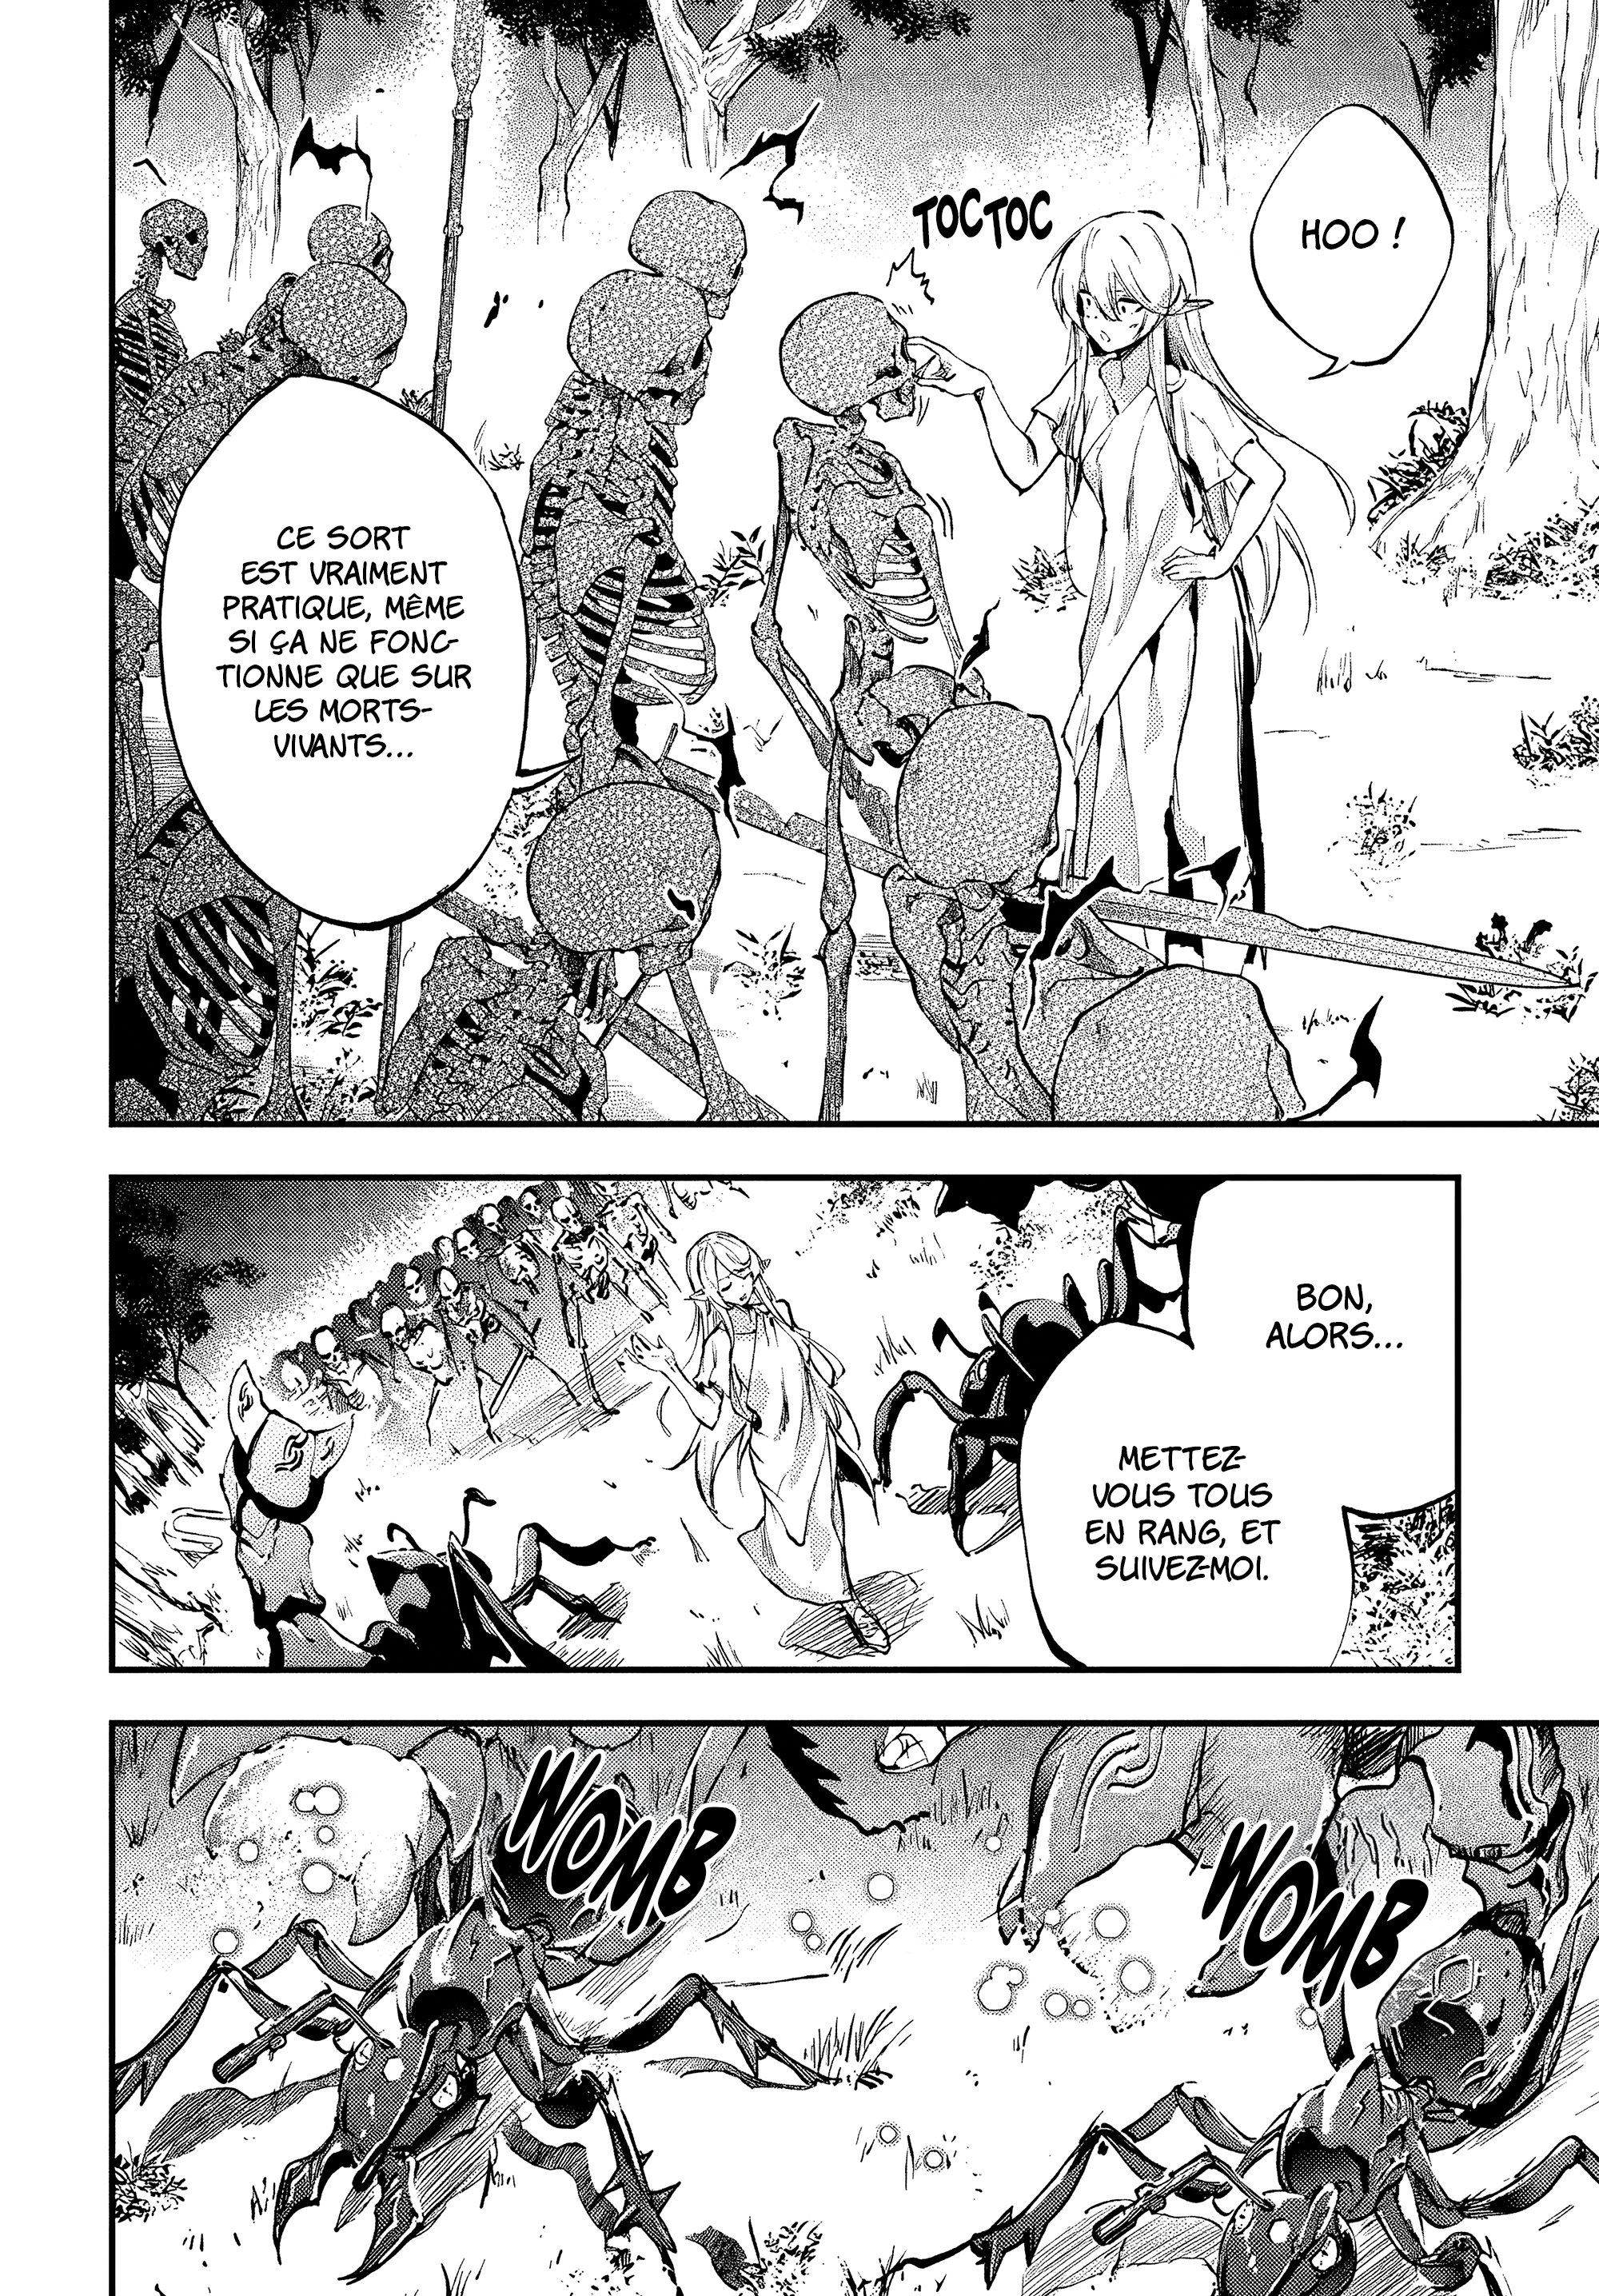 HOO !
TOCTOC
CE SORT
EST VRAIMENT
PRATIQUE, MÊME
SI ÇA NE FONC-
TIONNE QUE SUR
LES MORTS-
VIVANTS...
BON,
ALORS...
METTEZ-
VOUS TOUS
EN RANG, ET
SUIVEZ-MOI.
WOMB
WOMB